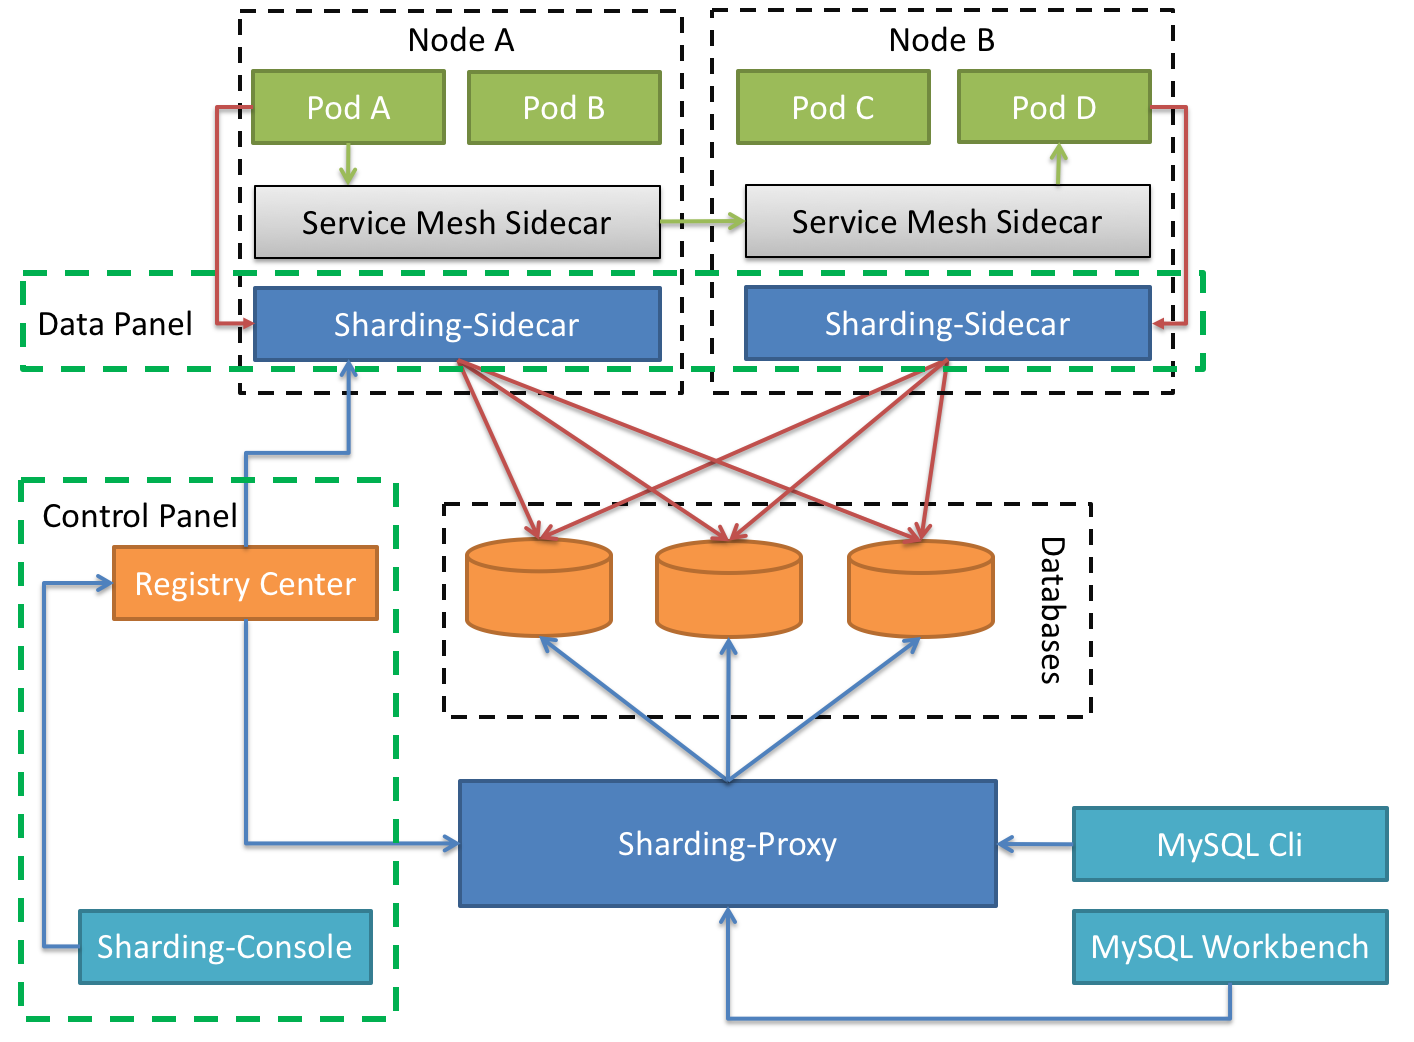 Node A
Node B
Pod A
Pod B
Pod C
Pod D
Service Mesh Sidecar
Service Mesh Sidecar
Data Panel
Sharding-Sidecar
Sharding-Sidecar
Control Panel
Registry Center
Databases
Sharding-Proxy
MySQL Cli
Sharding-Console
MySQL Workbench